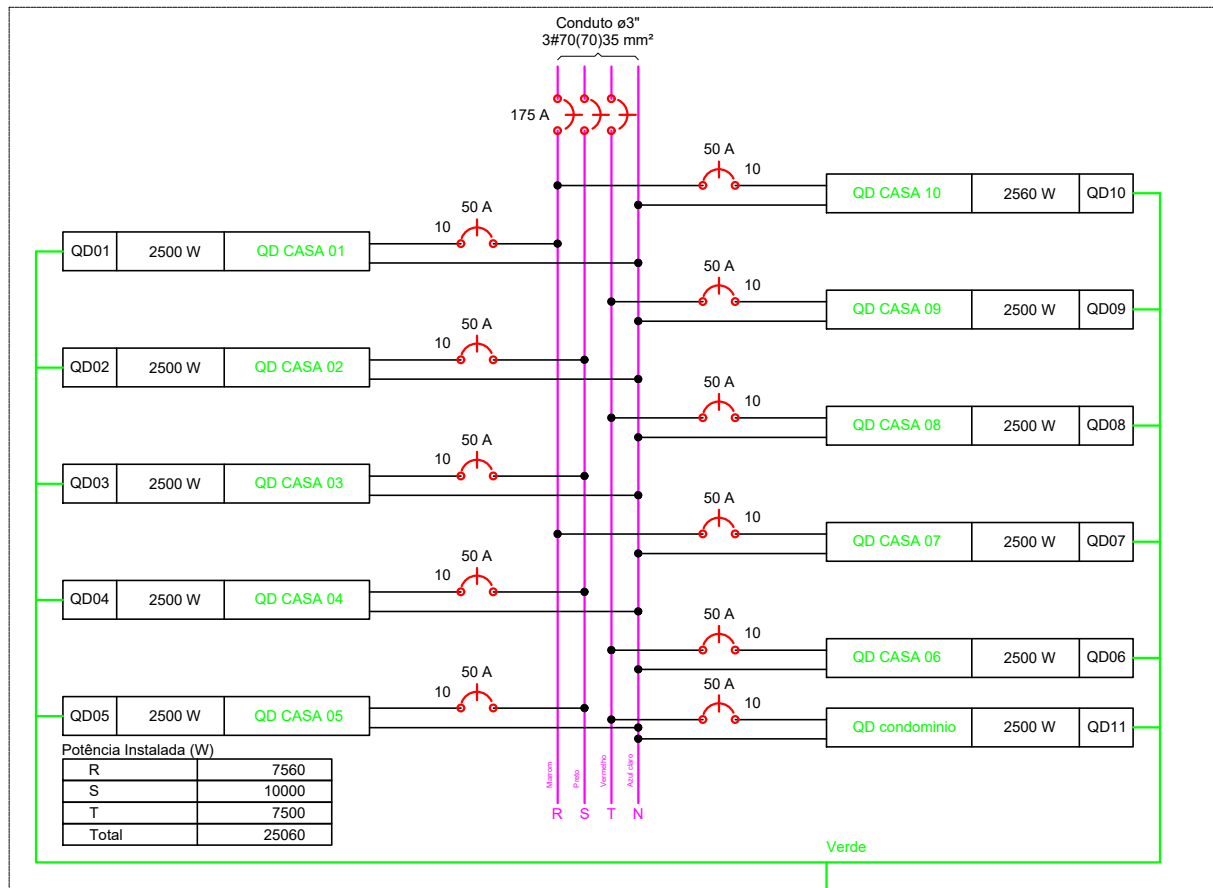 Conduto ø3"
3#70(70)35 mm²
175 A
50 A
10
QD CASA 10 2560 W QD10
50 A
10
QD01 2500 W QD CASA 01
50 A
10
QD CASA 09 2500 W QD09
50 A
10
QD02 2500 W QD CASA 02
50 A
10
QD CASA 08 2500 W QD08
50 A
10
QD03 2500 W QD CASA 03
50 A
10
QD CASA 07 2500 W QD07
50 A
10
QD04 2500 W QD CASA 04
50 A
10
QD CASA 06 2500 W QD06
50 A
10
QD05 2500 W QD CASA 05
50 A
10
QD condominio 2500 W QD11
Potência Instalada (W)
R 7560
S 10000
T 7500
Total 25060
Marrom
Preto
Vermelho
Azul claro
R S T N
Verde